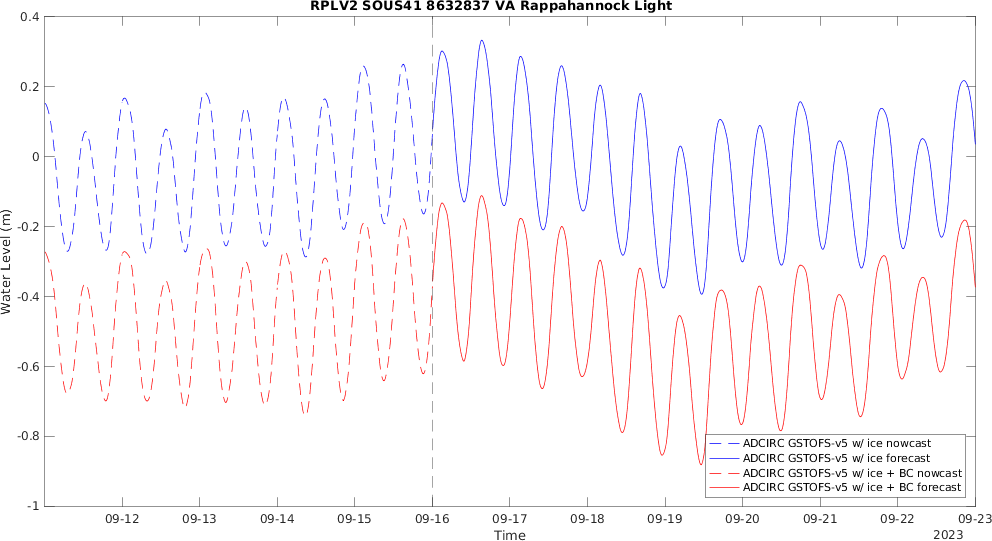 RPLV2 SOUS41 8632837 VA Rappahannock Light
0.4
0.2
0
-0.2
-0.4
-0.6
-0.8
-1
Water Level (m)
09-12 09-13 09-14 09-15 09-16 09-17 09-18 09-19 09-20 09-21 09-22 09-23
Time
2023
ADCIRC GSTOFS-v5 w/ ice nowcast
ADCIRC GSTOFS-v5 w/ ice forecast
ADCIRC GSTOFS-v5 w/ ice + BC nowcast
ADCIRC GSTOFS-v5 w/ ice + BC forecast